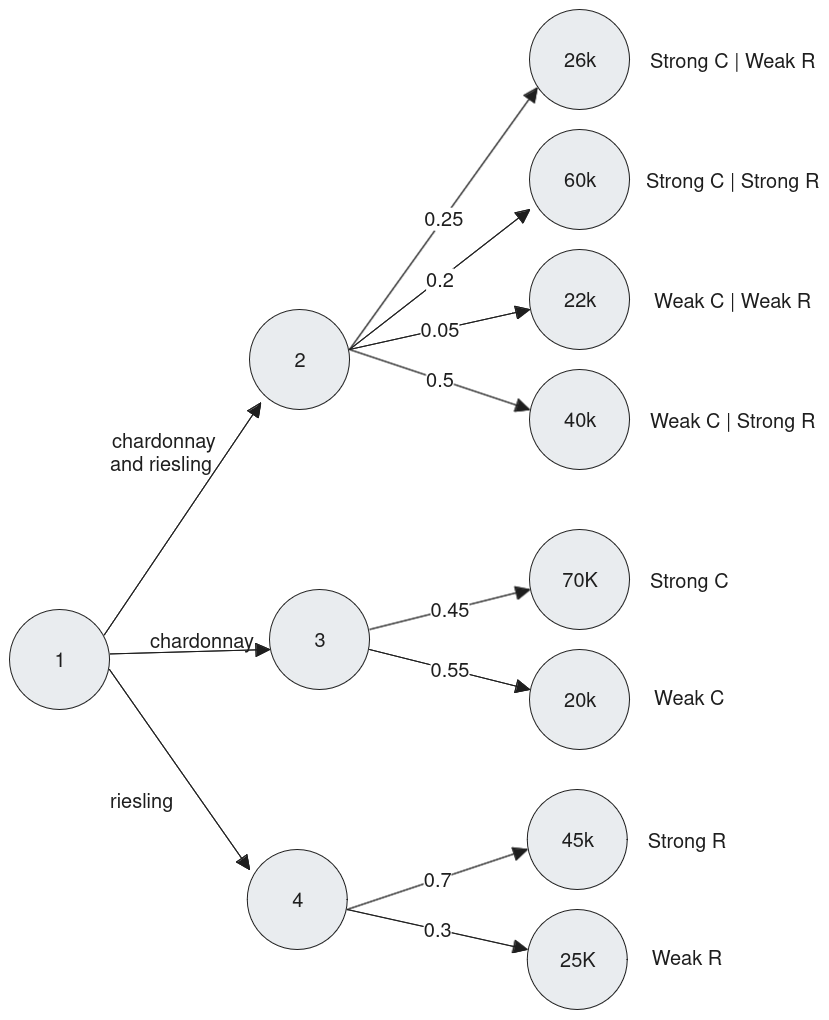 26k
Strong C | Weak R
60k
Strong C | Strong R
0.25
0.2
22k
Weak C | Weak R
0.05
2
0.5
40k
Weak C | Strong R
chardonnay
and riesling
70K
Strong C
0.45
chardonnay
3
1
0.55
20k
Weak C
riesling
45k
Strong R
0.7
4
0.3
25K
Weak R